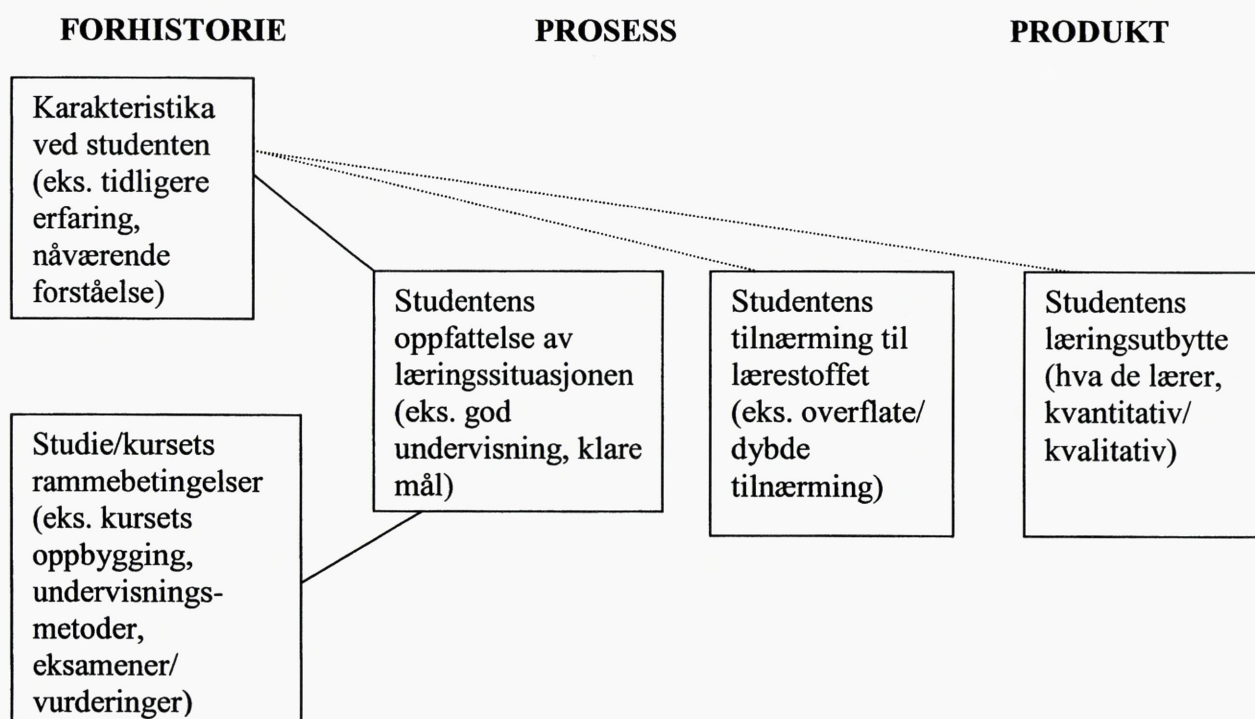 FORHISTORIE
PROSESS
PRODUKT
Karakteristika
ved studenten
(eks. tidligere
erfaring,
nåværende
forståelse)
Studie/kursets
rammebetingelser
(eks. kursets
oppbygging,
undervisnings-
metoder,
eksamener/
vurderinger)
Studentens
oppfattelse av
læringssituasjonen
(eks. god
undervisning, klare
mål)
Studentens
tilnærming til
lærestoffet
(eks. overflate/
dybde
tilnærming)
Studentens
læringsutbytte
(hva de lærer,
kvantitativ/
kvalitativ)